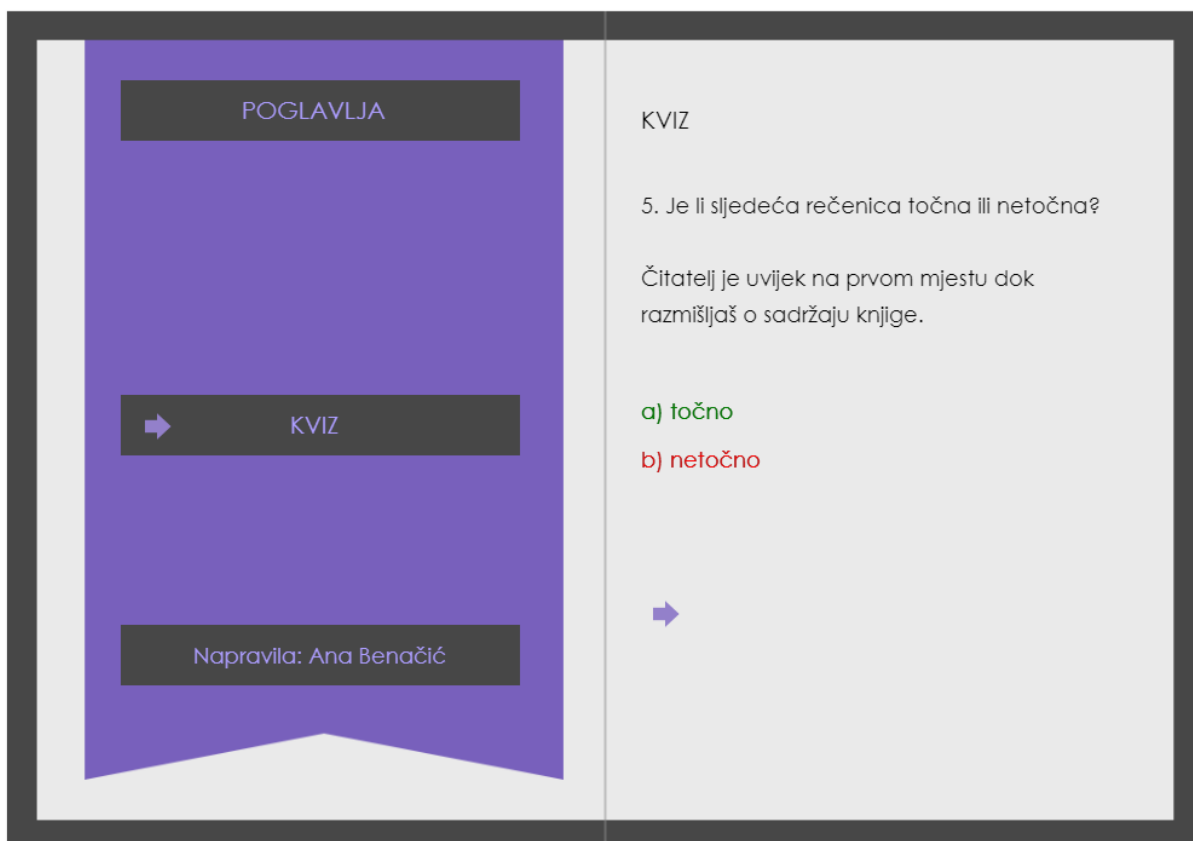 POGLAVLJA
KVIZ
Napravila: Ana Benačić
KVIZ
5. Je li sljedeća rečenica točna ili netočna?
Čitatelj je uvijek na prvom mjestu dok
razmišljaš o sadržaju knjige.
a) točno
b) netočno